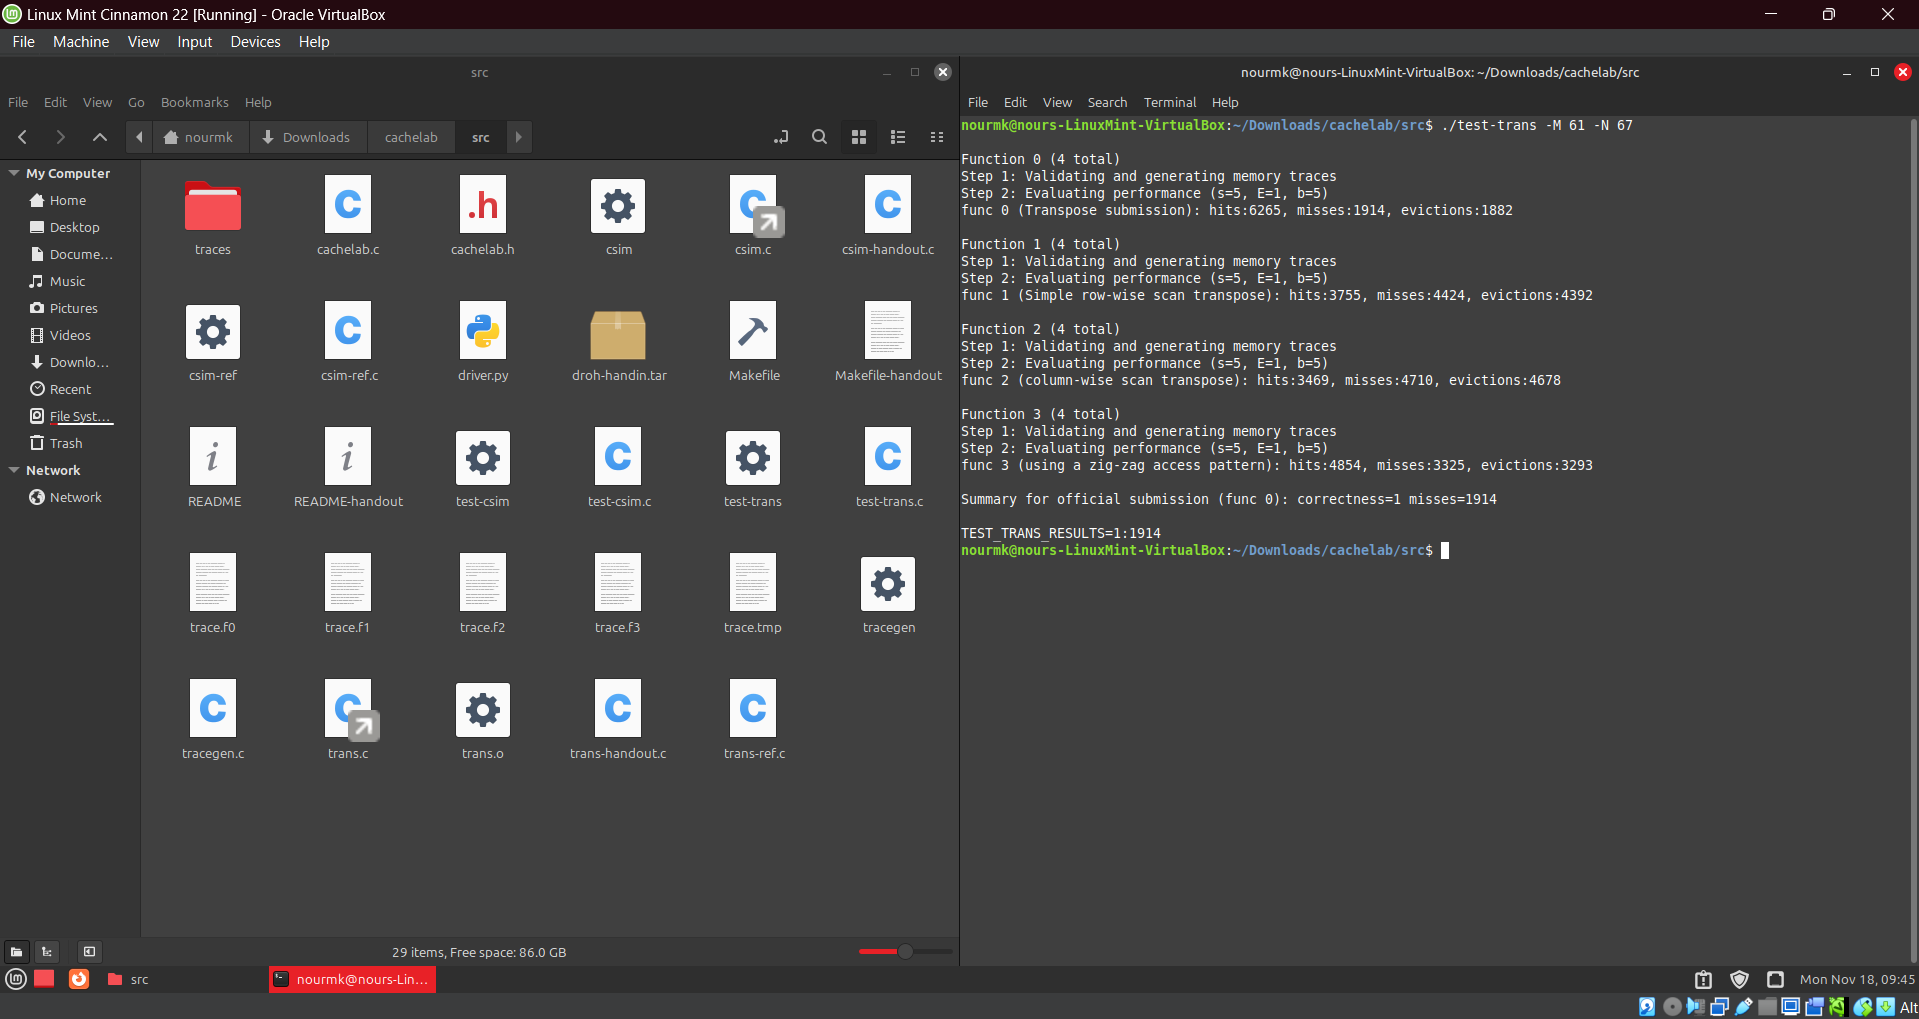 Linux Mint Cinnamon 22 [Running] - Oracle VirtualBox
File Machine View Input Devices Help
src
File Edit View Go Bookmarks Help
nourmk Downloads cachelab src
My Computer
Home
Desktop
Docume...
Music
Pictures
Videos
Downlo...
Recent
File Syst...
Trash
Network
Network
traces cachelab.c cachelab.h csim csim.c csim-handout.c
csim-ref csim-ref.c driver.py droh-handin.tar Makefile Makefile-handout
README README-handout test-csim test-csim.c test-trans test-trans.c
trace.f0 trace.f1 trace.f2 trace.f3 trace.tmp tracegen
tracegen.c trans.c trans.o trans-handout.c trans-ref.c
29 items, Free space: 86.0 GB
nourmk@nours-LinuxMint-VirtualBox: ~/Downloads/cachelab/src
File Edit View Search Terminal Help
nourmk@nours-LinuxMint-VirtualBox:~/Downloads/cachelab/src$ ./test-trans -M 61 -N 67
Function 0 (4 total)
Step 1: Validating and generating memory traces
Step 2: Evaluating performance (s=5, E=1, b=5)
func 0 (Transpose submission): hits:6265, misses:1914, evictions:1882
Function 1 (4 total)
Step 1: Validating and generating memory traces
Step 2: Evaluating performance (s=5, E=1, b=5)
func 1 (Simple row-wise scan transpose): hits:3755, misses:4424, evictions:4392
Function 2 (4 total)
Step 1: Validating and generating memory traces
Step 2: Evaluating performance (s=5, E=1, b=5)
func 2 (column-wise scan transpose): hits:3469, misses:4710, evictions:4678
Function 3 (4 total)
Step 1: Validating and generating memory traces
Step 2: Evaluating performance (s=5, E=1, b=5)
func 3 (using a zig-zag access pattern): hits:4854, misses:3325, evictions:3293
Summary for official submission (func 0): correctness=1 misses=1914
TEST_TRANS_RESULTS=1:1914
nourmk@nours-LinuxMint-VirtualBox:~/Downloads/cachelab/src$
src
nourmk@nours-Lin...
Mon Nov 18, 09:45
Alt